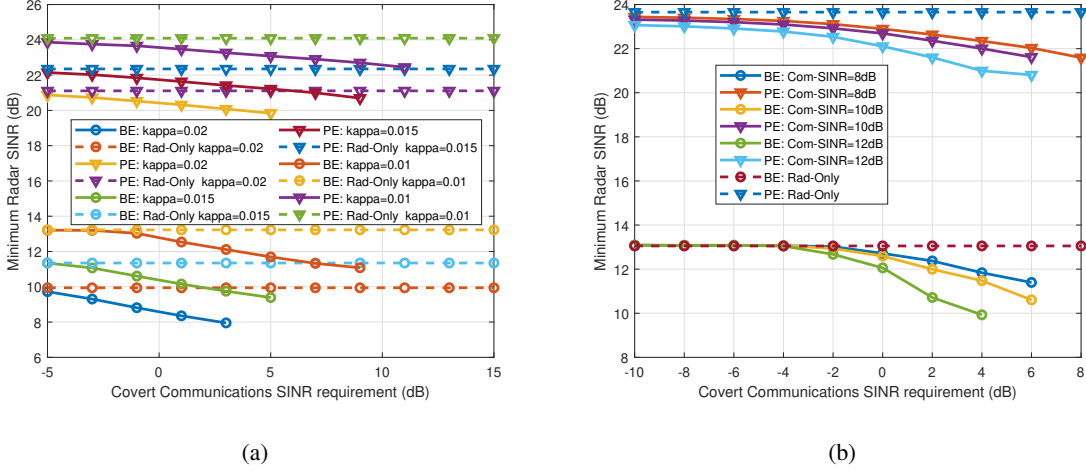 24
22
20
18
16
14
12
10
8
6
Minimum Radar SINR (dB)
BE: kappa=0.02
BE: Rad-Only kappa=0.02
PE: kappa=0.02
PE: Rad-Only kappa=0.02
BE: kappa=0.015
BE: Rad-Only kappa=0.015
PE: kappa=0.015
PE: Rad-Only kappa=0.015
BE: kappa=0.01
BE: Rad-Only kappa=0.01
PE: kappa=0.01
PE: Rad-Only kappa=0.01
-5 0 5 10 15
Covert Communications SINR requirement (dB)
(a)
26
24
22
20
18
16
14
12
10
8
Minimum Radar SINR (dB)
BE: Com-SINR=8dB
PE: Com-SINR=8dB
BE: Com-SINR=10dB
PE: Com-SINR=10dB
BE: Com-SINR=12dB
PE: Com-SINR=12dB
BE: Rad-Only
PE: Rad-Only
-10 -8 -6 -4 -2 0 2 4 6 8
Covert Communications SINR requirement (dB)
(b)